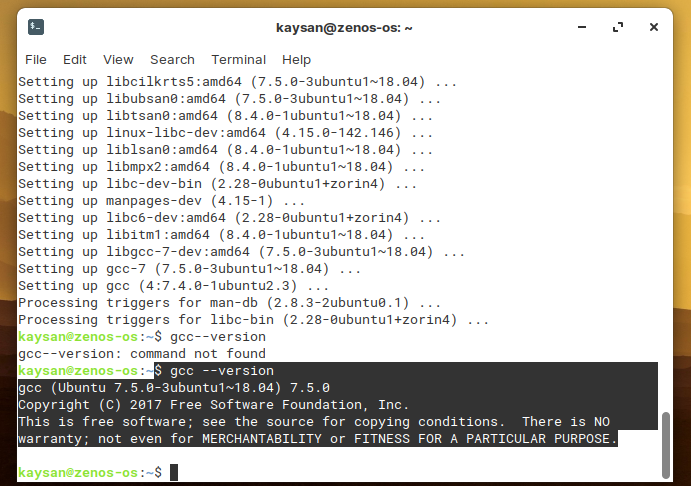 $_
kaysan@zenos-os: ~
File Edit View Search Terminal Help
Setting up libcilkrts5:amd64 (7.5.0-3ubuntu1~18.04) ...
Setting up libubsan0:amd64 (7.5.0-3ubuntu1~18.04) ...
Setting up libtsan0:amd64 (8.4.0-1ubuntu1~18.04) ...
Setting up linux-libc-dev:amd64 (4.15.0-142.146) ...
Setting up liblsan0:amd64 (8.4.0-1ubuntu1~18.04) ...
Setting up libmpx2:amd64 (8.4.0-1ubuntu1~18.04) ...
Setting up libc-dev-bin (2.28-0ubuntu1+zorin4) ...
Setting up manpages-dev (4.15-1) ...
Setting up libc6-dev:amd64 (2.28-0ubuntu1+zorin4) ...
Setting up libitm1:amd64 (8.4.0-1ubuntu1~18.04) ...
Setting up libgcc-7-dev:amd64 (7.5.0-3ubuntu1~18.04) ...
Setting up gcc-7 (7.5.0-3ubuntu1~18.04) ...
Setting up gcc (4:7.4.0-1ubuntu2.3) ...
Processing triggers for man-db (2.8.3-2ubuntu0.1) ...
Processing triggers for libc-bin (2.28-0ubuntu1+zorin4) ...
kaysan@zenos-os:~$ gcc--version
gcc--version: command not found
kaysan@zenos-os:~$ gcc --version
gcc (Ubuntu 7.5.0-3ubuntu1~18.04) 7.5.0
Copyright (C) 2017 Free Software Foundation, Inc.
This is free software; see the source for copying conditions.  There is NO
warranty; not even for MERCHANTABILITY or FITNESS FOR A PARTICULAR PURPOSE.
kaysan@zenos-os:~$